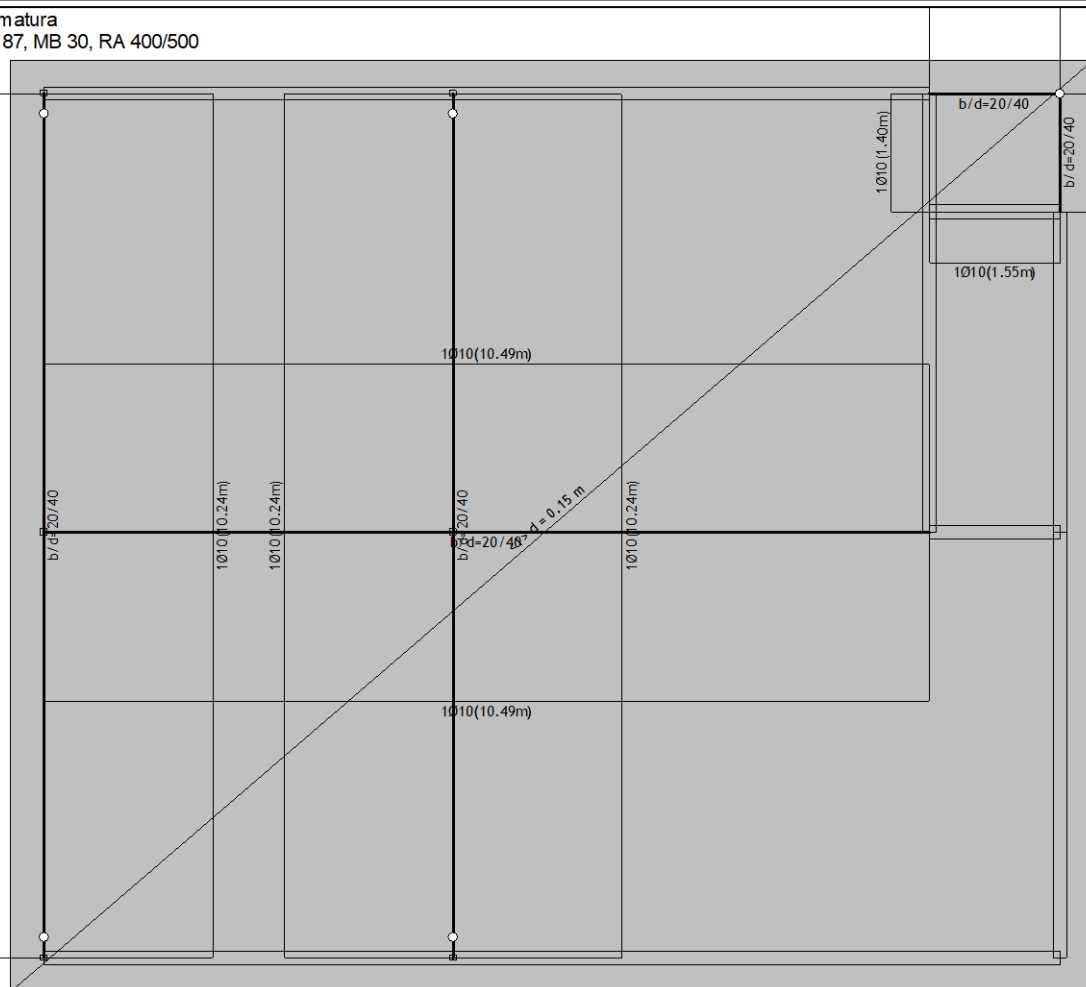 matura
87, MB 30, RA 400/500
b/d=20/40
1Ø10(1.40m)
b/d=20/40
1Ø10(1.55m)
1Ø10(10.49m)
b/d=20/40
1Ø10(10.24m)
1Ø10(10.24m)
b/d=20/40
b/d=20/40
d = 0,15 m
1Ø10(10.24m)
1Ø10(10.49m)